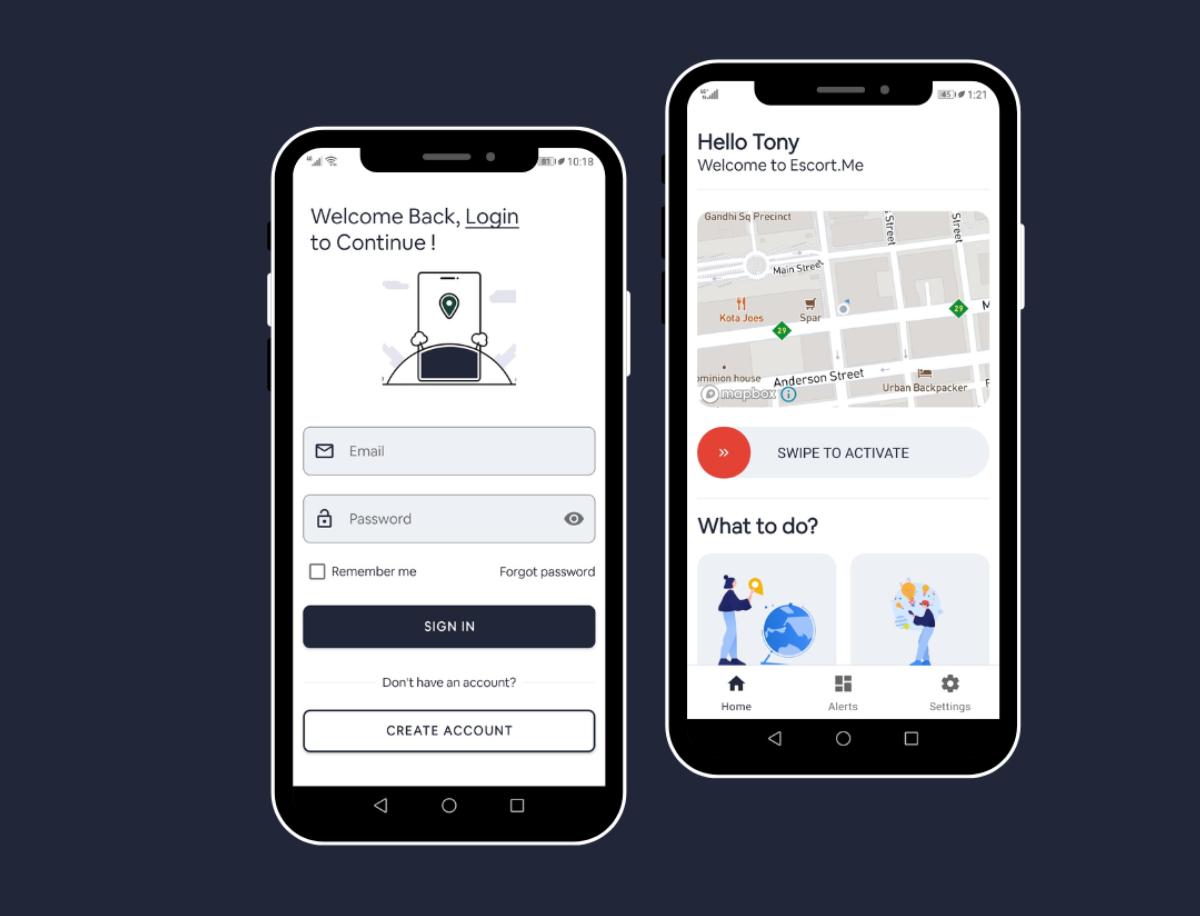 10:18
Welcome Back, Login
to Continue !
Email
Password
Remember me
Forgot password
SIGN IN
Don't have an account?
CREATE ACCOUNT
45
1:21
Hello Tony
Welcome to Escort.Me
Gandhi Sq Precinct
Street
Street
Main Street
Kota Joes
Spar
29
29
M
ominion house
Anderson Street
Urban Backpacker
mapbox
SWIPE TO ACTIVATE
What to do?
Home
Alerts
Settings